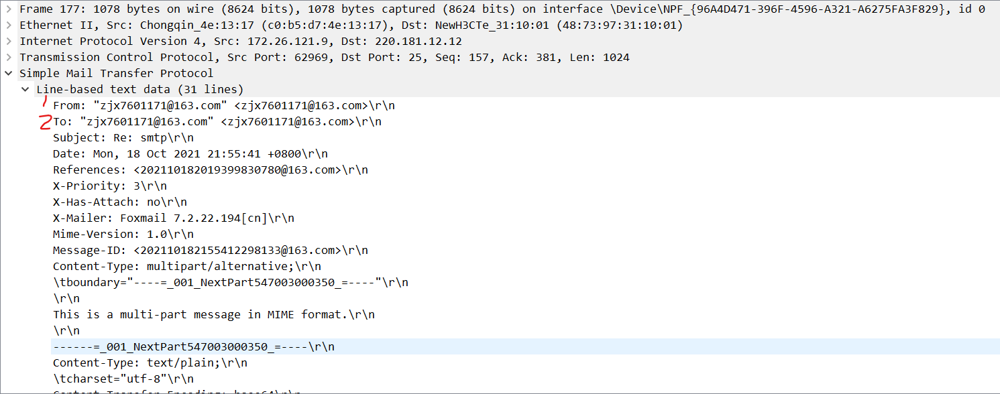 Frame 177: 1078 bytes on wire (8624 bits), 1078 bytes captured (8624 bits) on interface \Device\NPF_{96A4D471-396F-4596-A321-A6275FA3F829}, id 0
Ethernet II, Src: Chongqin_4e:13:17 (c0:b5:d7:4e:13:17), Dst: NewH3CTe_31:10:01 (48:73:97:31:10:01)
Internet Protocol Version 4, Src: 172.26.121.9, Dst: 220.181.12.12
Transmission Control Protocol, Src Port: 62969, Dst Port: 25, Seq: 157, Ack: 381, Len: 1024
Simple Mail Transfer Protocol
Line-based text data (31 lines)
1 From: "zjx7601171@163.com" <zjx7601171@163.com>\r\n
2 To: "zjx7601171@163.com" <zjx7601171@163.com>\r\n
Subject: Re: smtp\r\n
Date: Mon, 18 Oct 2021 21:55:41 +0800\r\n
References: <202110182019399830780@163.com>\r\n
X-Priority: 3\r\n
X-Has-Attach: no\r\n
X-Mailer: Foxmail 7.2.22.194[cn]\r\n
Mime-Version: 1.0\r\n
Message-ID: <202110182155412298133@163.com>\r\n
Content-Type: multipart/alternative;\r\n
\tboundary="----=_001_NextPart547003000350_=----"\r\n
\r\n
This is a multi-part message in MIME format.\r\n
\r\n
------=_001_NextPart547003000350_=----\r\n
Content-Type: text/plain;\r\n
\tcharset="utf-8"\r\n
Content-Transfer-Encoding: base64\r\n